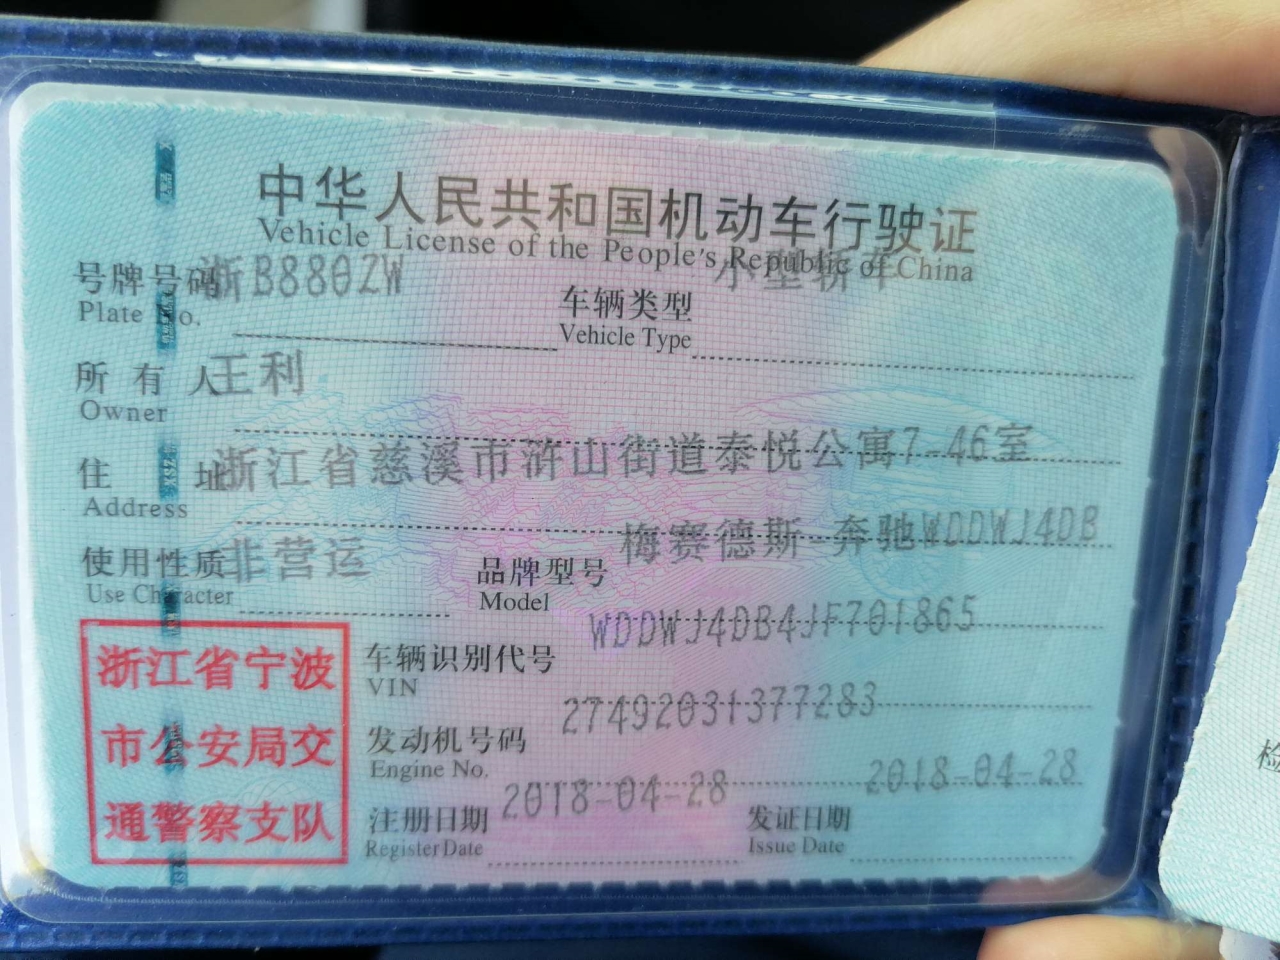 中华人民共和国机动车行驶证
Vehicle License of the People's Republic of China
号牌号码 浙B880ZW
Plate No.
车辆类型 小型轿车
Vehicle Type
所有人 王利
Owner
住址 浙江省慈溪市浒山街道泰悦公寓7-46室
Address
使用性质 非营运
Use Character
品牌型号 梅赛德斯-奔驰WDDWJ4DB
Model
车辆识别代号 WDDWJ4DB4JF701865
VIN
发动机号码 27492031377283
Engine No.
注册日期 2018-04-28
Register Date
发证日期 2018-04-28
Issue Date
浙江省宁波
市公安局交
通警察支队
检